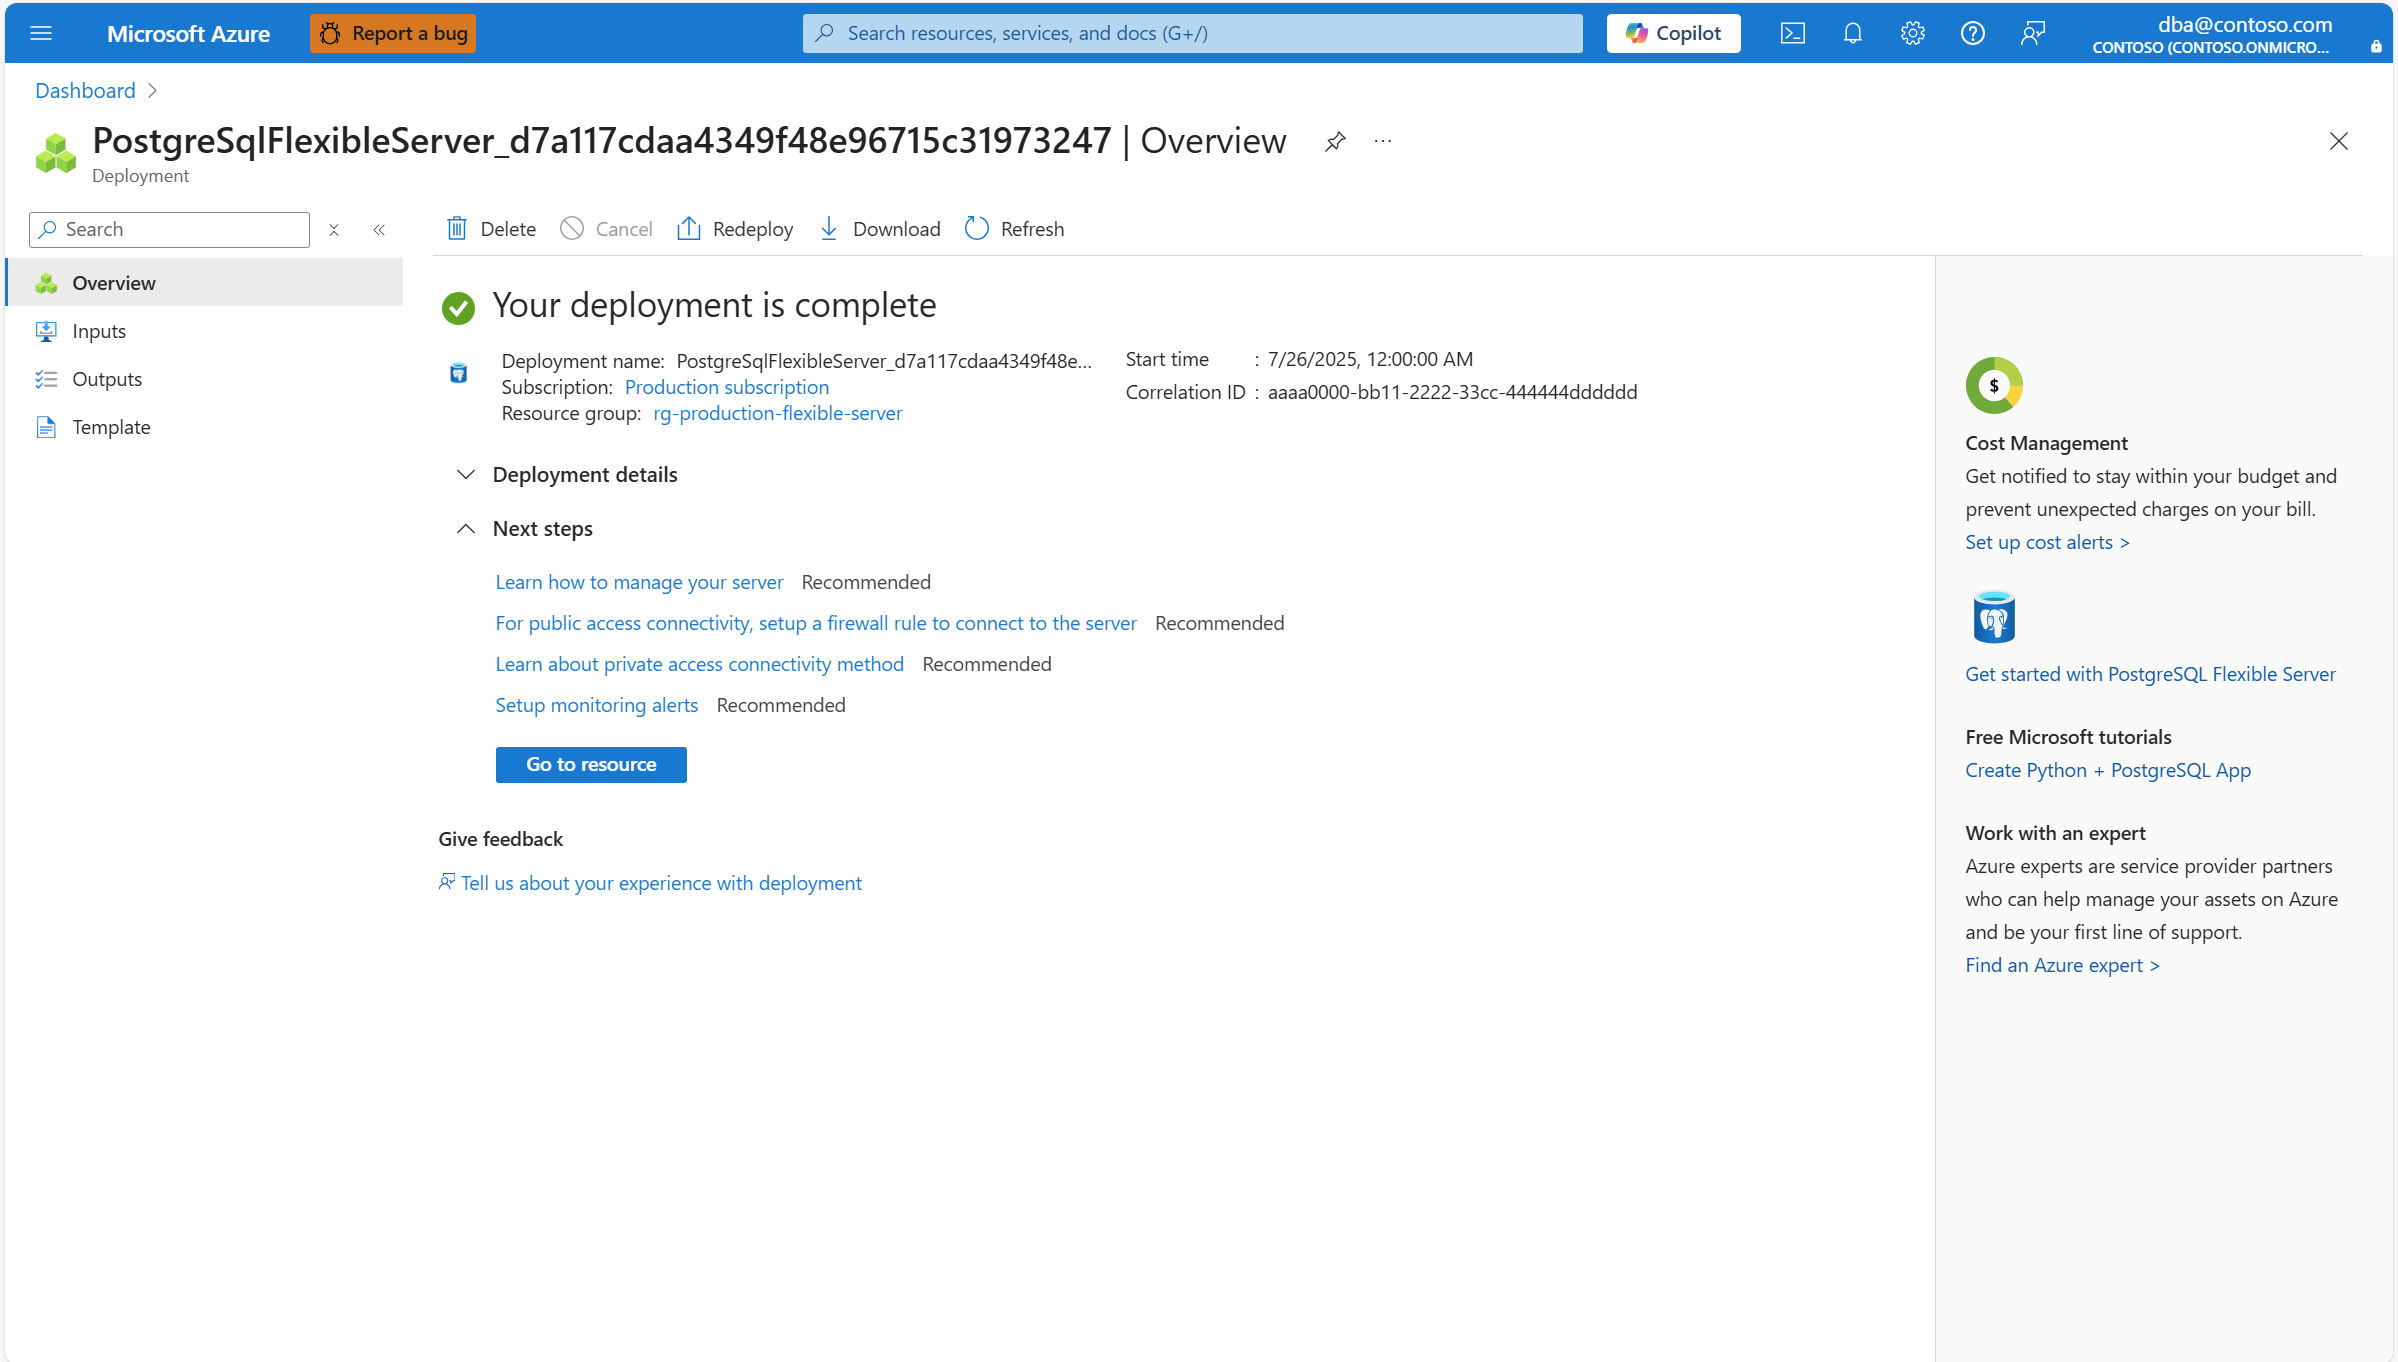 Microsoft Azure
Report a bug
Search resources, services, and docs (G+/)
Copilot
dba@contoso.com
CONTOSO (CONTOSO.ONMICRO...
Dashboard
PostgreSqlFlexibleServer_d7a117cdaa4349f48e96715c31973247 | Overview
Deployment
Search
Overview
Inputs
Outputs
Template
Delete
Cancel
Redeploy
Download
Refresh
Your deployment is complete
Deployment name: PostgreSqlFlexibleServer_d7a117cdaa4349f48e...
Subscription: Production subscription
Resource group: rg-production-flexible-server
Start time : 7/26/2025, 12:00:00 AM
Correlation ID : aaaa0000-bb11-2222-33cc-444444dddddd
Deployment details
Next steps
Learn how to manage your server Recommended
For public access connectivity, setup a firewall rule to connect to the server Recommended
Learn about private access connectivity method Recommended
Setup monitoring alerts Recommended
Go to resource
Give feedback
Tell us about your experience with deployment
$
Cost Management
Get notified to stay within your budget and
prevent unexpected charges on your bill.
Set up cost alerts >
Get started with PostgreSQL Flexible Server
Free Microsoft tutorials
Create Python + PostgreSQL App
Work with an expert
Azure experts are service provider partners
who can help manage your assets on Azure
and be your first line of support.
Find an Azure expert >